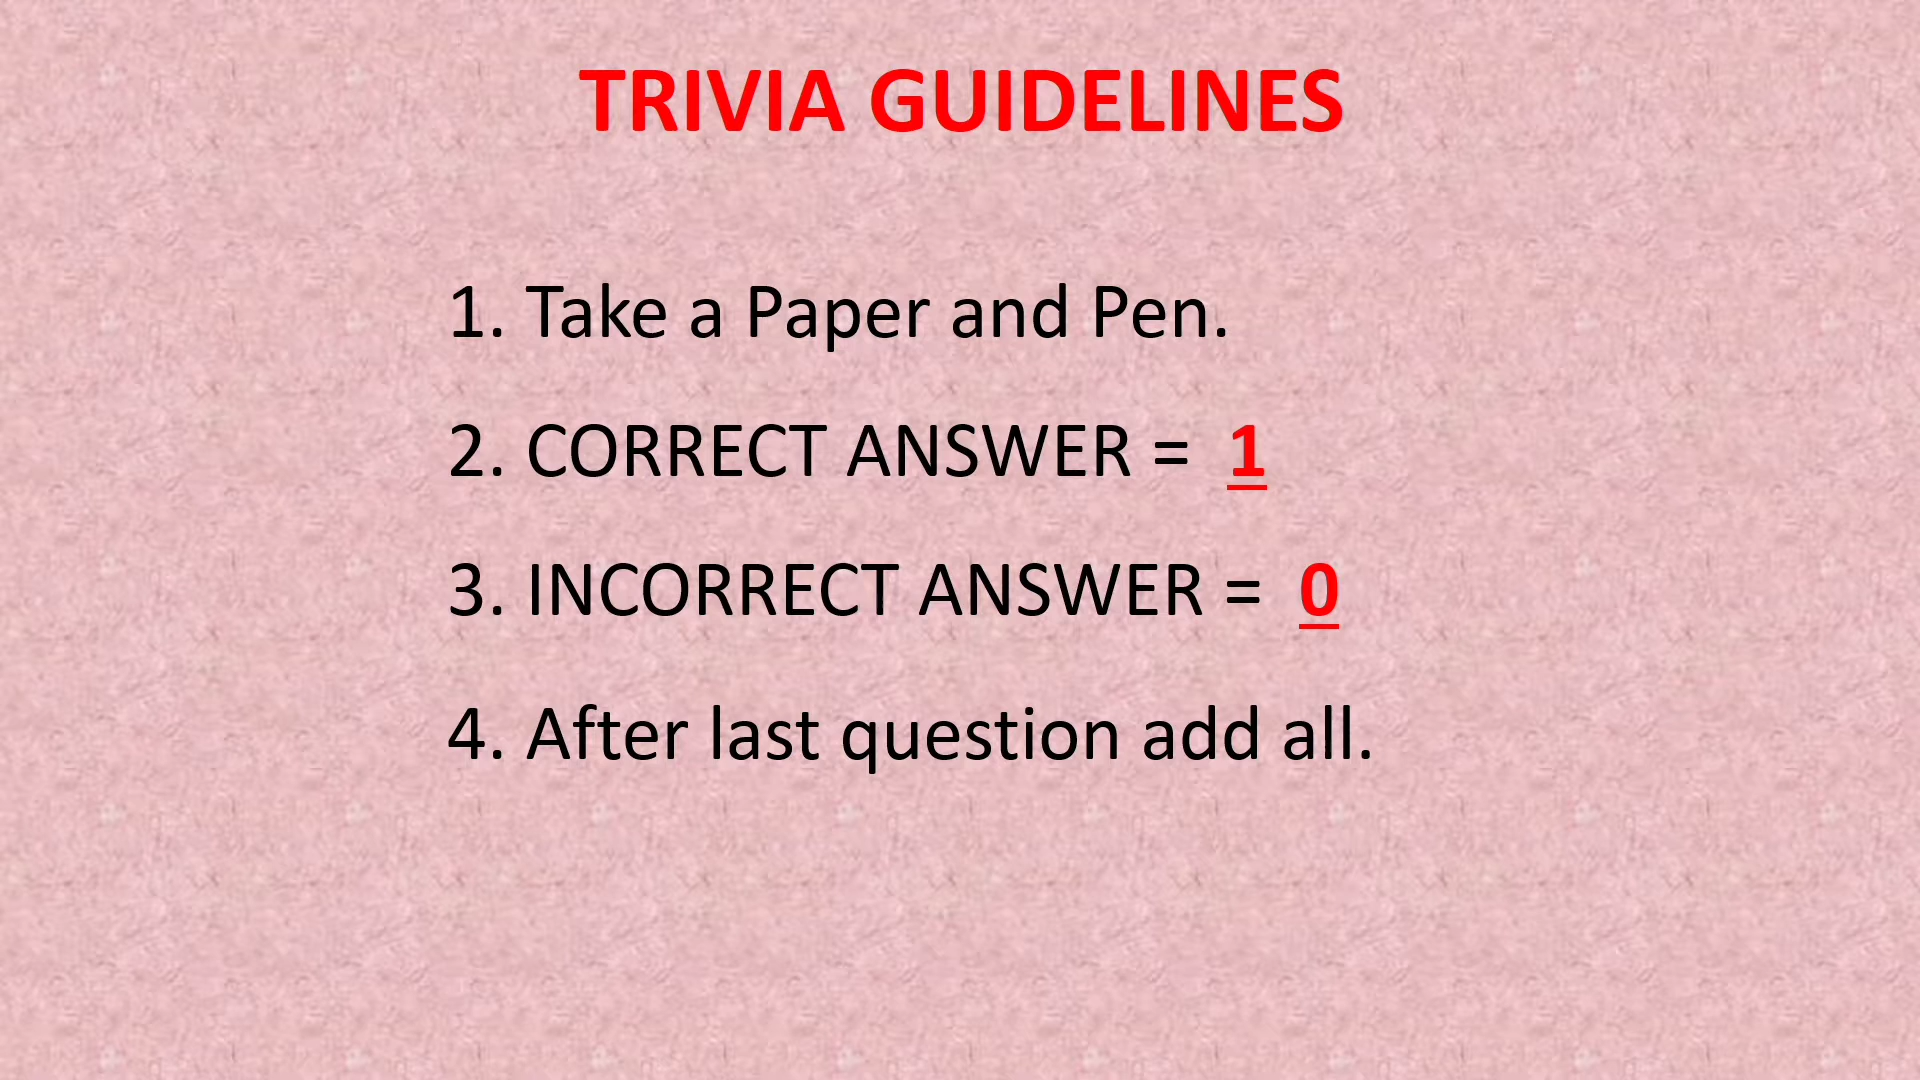 TRIVIA GUIDELINES
1. Take a Paper and Pen.
2. CORRECT ANSWER = 1
3. INCORRECT ANSWER = 0
4. After last question add all.